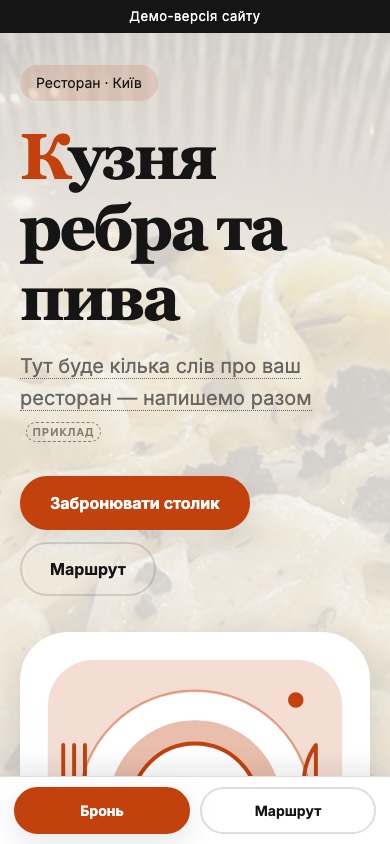 Демо-версія сайту
Ресторан · Київ
Кузня
ребра та
пива
Тут буде кілька слів про ваш
ресторан — напишемо разом
ПРИКЛАД
Забронювати столик
Маршрут
Бронь
Маршрут